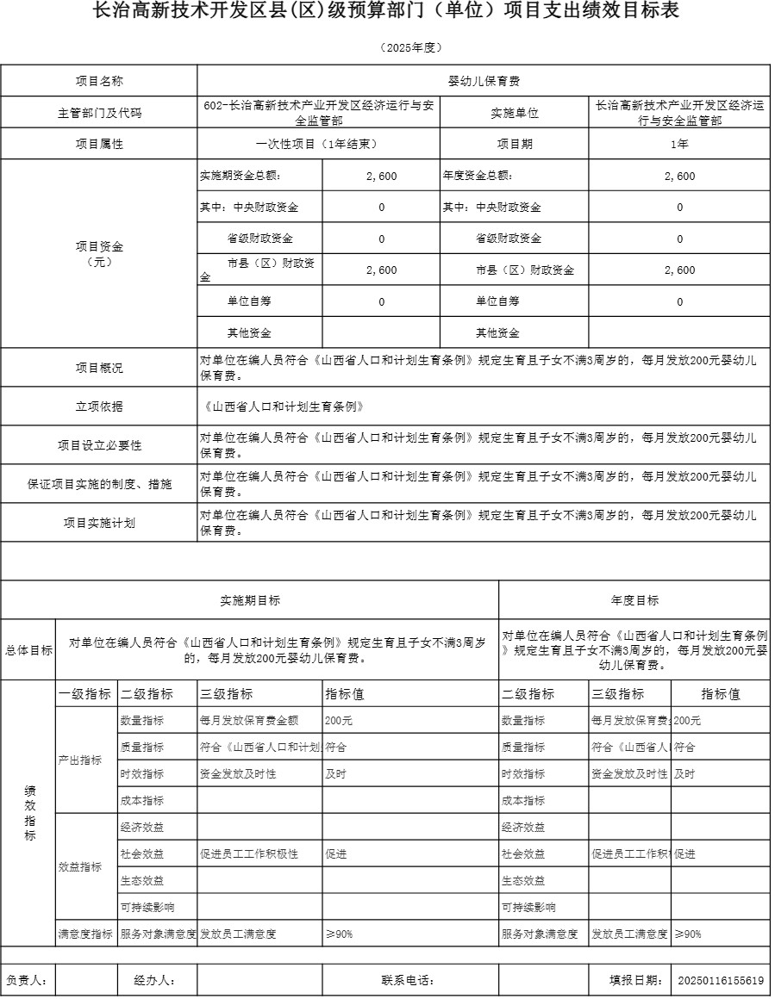 长治高新技术开发区县(区)级预算部门（单位）项目支出绩效目标表
（2025年度）
项目名称 婴幼儿保育费
主管部门及代码 602-长治高新技术产业开发区经济运行与安全监管部 实施单位 长治高新技术产业开发区经济运行与安全监管部
项目属性 一次性项目（1年结束） 项目期 1年
项目资金
（元）
实施期资金总额： 2,600 年度资金总额： 2,600
其中：中央财政资金 0 其中：中央财政资金 0
省级财政资金 0 省级财政资金 0
市县（区）财政资金 2,600 市县（区）财政资金 2,600
单位自筹 0 单位自筹 0
其他资金 其他资金
项目概况 对单位在编人员符合《山西省人口和计划生育条例》规定生育且子女不满3周岁的，每月发放200元婴幼儿
保育费。
立项依据 《山西省人口和计划生育条例》
项目设立必要性 对单位在编人员符合《山西省人口和计划生育条例》规定生育且子女不满3周岁的，每月发放200元婴幼儿
保育费。
保证项目实施的制度、措施 对单位在编人员符合《山西省人口和计划生育条例》规定生育且子女不满3周岁的，每月发放200元婴幼儿
保育费。
项目实施计划 对单位在编人员符合《山西省人口和计划生育条例》规定生育且子女不满3周岁的，每月发放200元婴幼儿
保育费。
实施期目标 年度目标
总体目标
对单位在编人员符合《山西省人口和计划生育条例》规定生育且子女不满3周岁
的，每月发放200元婴幼儿保育费。
对单位在编人员符合《山西省人口和计划生育条例
》规定生育且子女不满3周岁的，每月发放200元婴
幼儿保育费。
绩效指标
一级指标 二级指标 三级指标 指标值 二级指标 三级指标 指标值
产出指标
数量指标 每月发放保育费金额 200元 数量指标 每月发放保育费 200元
质量指标 符合《山西省人口和计划 符合 质量指标 符合《山西省人 符合
时效指标 资金发放及时性 及时 时效指标 资金发放及时性 及时
成本指标 成本指标
效益指标
经济效益 经济效益
社会效益 促进员工工作积极性 促进 社会效益 促进员工工作积 促进
生态效益 生态效益
可持续影响 可持续影响
满意度指标 服务对象满意度 发放员工满意度 ≥90% 服务对象满意度 发放员工满意度 ≥90%
负责人： 经办人： 联系电话： 填报日期： 20250116155619